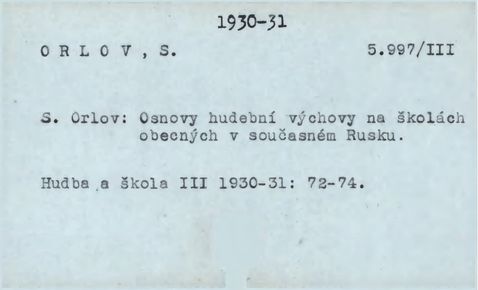 1930-31
O R L O V , S. 5.997/III
S. Orlov: Osnovy hudební výchovy na školách
obecných v současném Rusku.
Hudba a škola III 1930-31: 72-74.